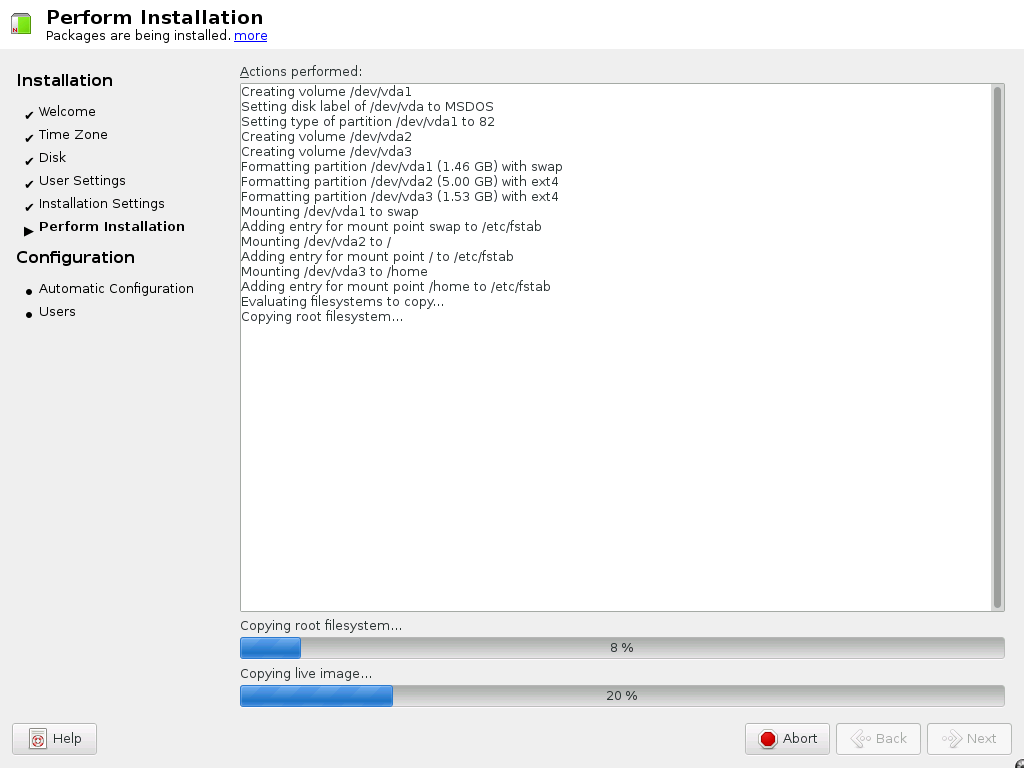 Perform Installation
Packages are being installed. more
Installation
Welcome
Time Zone
Disk
User Settings
Installation Settings
Perform Installation
Configuration
Automatic Configuration
Users
Actions performed:
Creating volume /dev/vda1
Setting disk label of /dev/vda to MSDOS
Setting type of partition /dev/vda1 to 82
Creating volume /dev/vda2
Creating volume /dev/vda3
Formatting partition /dev/vda1 (1.46 GB) with swap
Formatting partition /dev/vda2 (5.00 GB) with ext4
Formatting partition /dev/vda3 (1.53 GB) with ext4
Mounting /dev/vda1 to swap
Adding entry for mount point swap to /etc/fstab
Mounting /dev/vda2 to /
Adding entry for mount point / to /etc/fstab
Mounting /dev/vda3 to /home
Adding entry for mount point /home to /etc/fstab
Evaluating filesystems to copy...
Copying root filesystem...
Copying root filesystem...
8 %
Copying live image...
20 %
Help
Abort
Back
Next